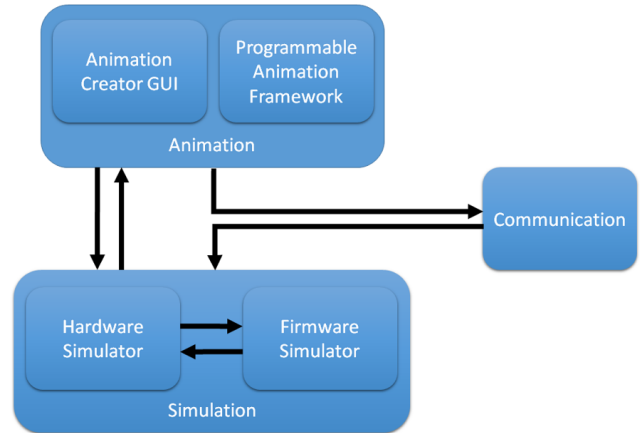 Animation
Creator GUI
Programmable
Animation
Framework
Animation
Communication
Hardware
Simulator
Firmware
Simulator
Simulation